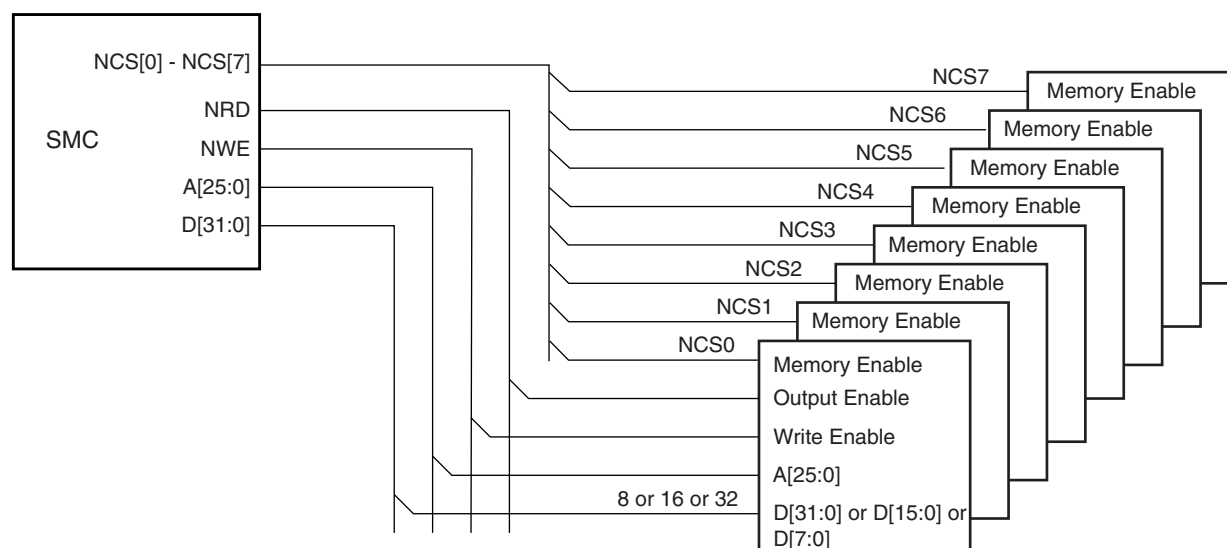 SMC
NCS[0] - NCS[7]
NRD
NWE
A[25:0]
D[31:0]
NCS7
Memory Enable
NCS6
Memory Enable
NCS5
Memory Enable
NCS4
Memory Enable
NCS3
Memory Enable
NCS2
Memory Enable
NCS1
Memory Enable
NCS0
Memory Enable
Output Enable
Write Enable
A[25:0]
8 or 16 or 32
D[31:0] or D[15:0] or
D[7:0]